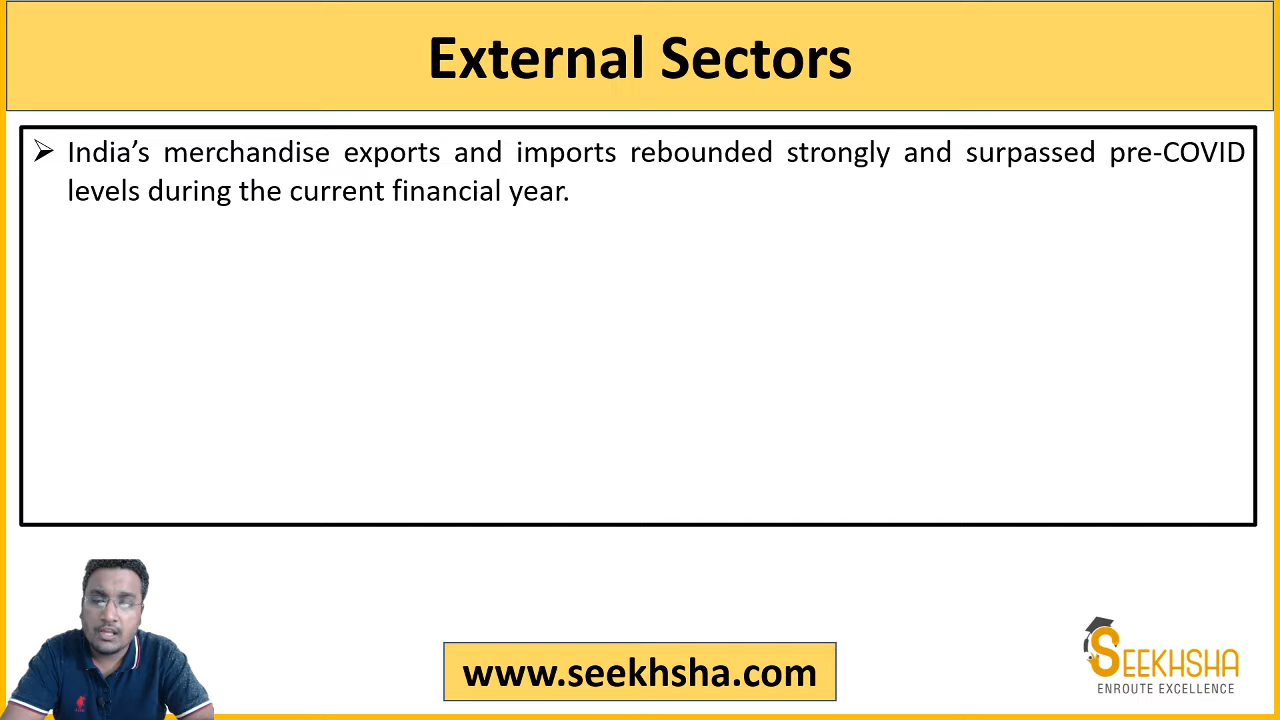 External Sectors
➢ India’s merchandise exports and imports rebounded strongly and surpassed pre-COVID
levels during the current financial year.
www.seekhsha.com
SEEKHSHA
ENROUTE EXCELLENCE